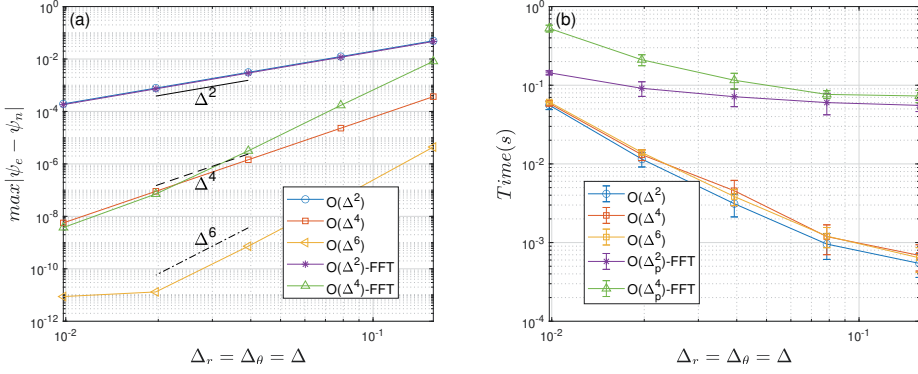 (a)
10^0
10^-2
10^-4
10^-6
10^-8
10^-10
10^-12
max|ψ_e − ψ_n|
Δ^2
Δ^4
Δ^6
O(Δ^2)
O(Δ^4)
O(Δ^6)
O(Δ^2)-FFT
O(Δ^4)-FFT
10^-2
10^-1
Δ_r = Δ_θ = Δ
(b)
10^0
10^-1
10^-2
10^-3
10^-4
Time(s)
O(Δ^2)
O(Δ^4)
O(Δ^6)
O(Δ_p^2)-FFT
O(Δ_p^4)-FFT
10^-2
10^-1
Δ_r = Δ_θ = Δ